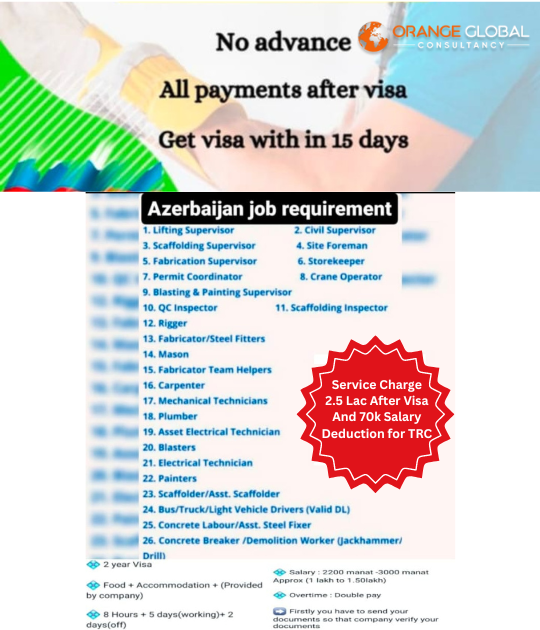 No advance
ORANGE GLOBAL
CONSULTANCY
All payments after visa
Get visa with in 15 days
Azerbaijan job requirement
1. Lifting Supervisor
2. Civil Supervisor
3. Scaffolding Supervisor
4. Site Foreman
5. Fabrication Supervisor
6. Storekeeper
7. Permit Coordinator
8. Crane Operator
9. Blasting & Painting Supervisor
10. QC Inspector
11. Scaffolding Inspector
12. Rigger
13. Fabricator/Steel Fitters
14. Mason
15. Fabricator Team Helpers
16. Carpenter
17. Mechanical Technicians
18. Plumber
19. Asset Electrical Technician
20. Blasters
21. Electrical Technician
22. Painters
23. Scaffolder/Asst. Scaffolder
24. Bus/Truck/Light Vehicle Drivers (Valid DL)
25. Concrete Labour/Asst. Steel Fixer
26. Concrete Breaker /Demolition Worker (Jackhammer/
Drill)
Service Charge
2.5 Lac After Visa
And 70k Salary
Deduction for TRC
2 year Visa
Food + Accommodation + (Provided
by company)
8 Hours + 5 days(working)+ 2
days(off)
Salary : 2200 manat -3000 manat
Approx (1 lakh to 1.50lakh)
Overtime : Double pay
Firstly you have to send your
documents so that company verify your
documents